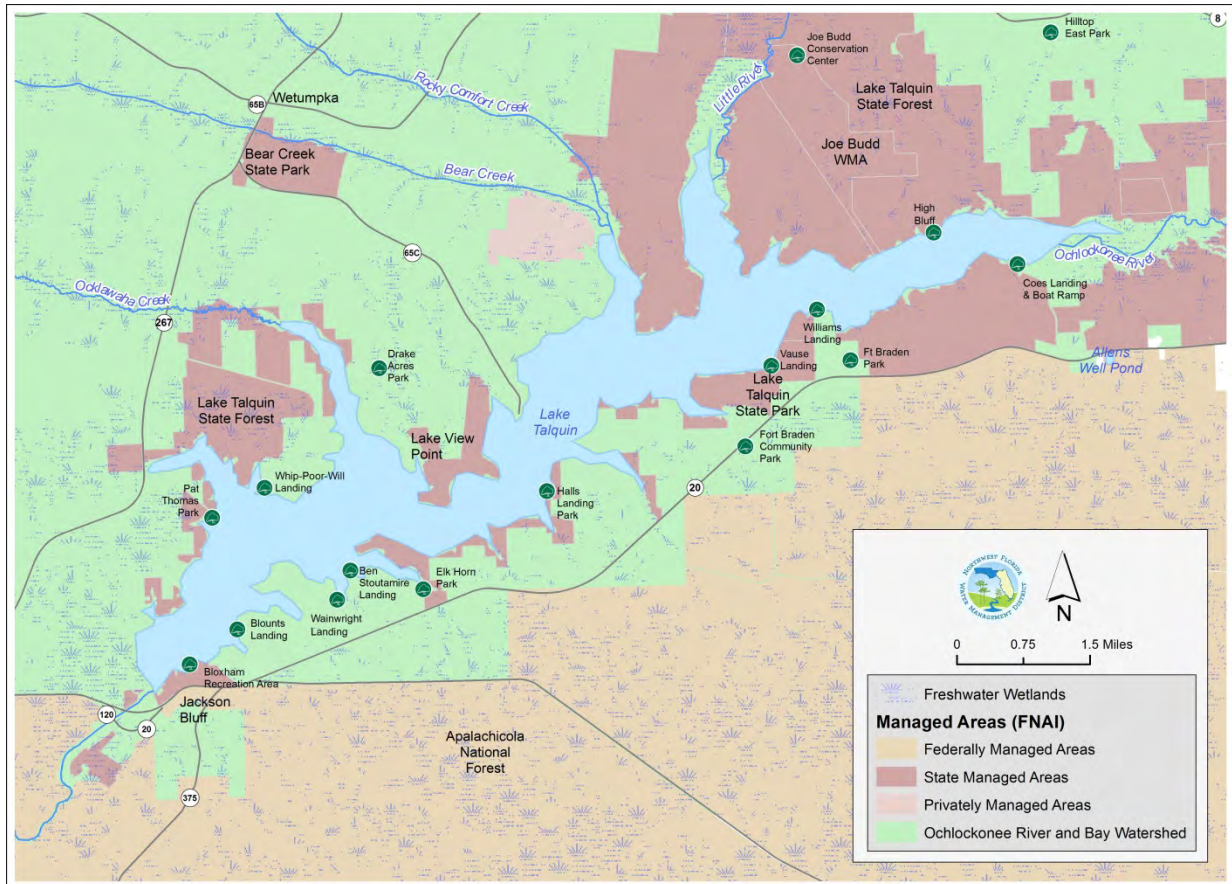 8
Hilltop
East Park
Joe Budd
Conservation
Center
Rocky Comfort Creek
Little River
Lake Talquin
State Forest
Wetumpka
65B
Joe Budd
WMA
Bear Creek
State Park
Bear Creek
High
Bluff
65C
Ochlockonee River
Coes Landing
& Boat Ramp
Ocklawaha Creek
267
Williams
Landing
Drake
Acres
Park
Vause
Landing
Ft Braden
Park
Allens
Well Pond
Lake
Talquin
State Park
Lake Talquin
State Forest
Lake
Talquin
Lake View
Point
Fort Braden
Community
Park
Whip-Poor-Will
Landing
20
Pat
Thomas
Park
Halls
Landing
Park
Ben
Stoutamire
Landing
Elk Horn
Park
Wainwright
Landing
Blounts
Landing
Bloxham
Recreation Area
Jackson
Bluff
120
20
375
Apalachicola
National
Forest
NORTHWEST FLORIDA
WATER MANAGEMENT DISTRICT
N
0 0.75 1.5 Miles
Freshwater Wetlands
Managed Areas (FNAI)
Federally Managed Areas
State Managed Areas
Privately Managed Areas
Ochlockonee River and Bay Watershed